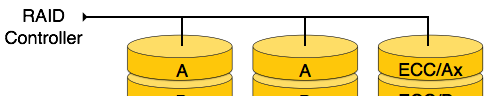 RAID
Controller
A
A
ECC/Ax